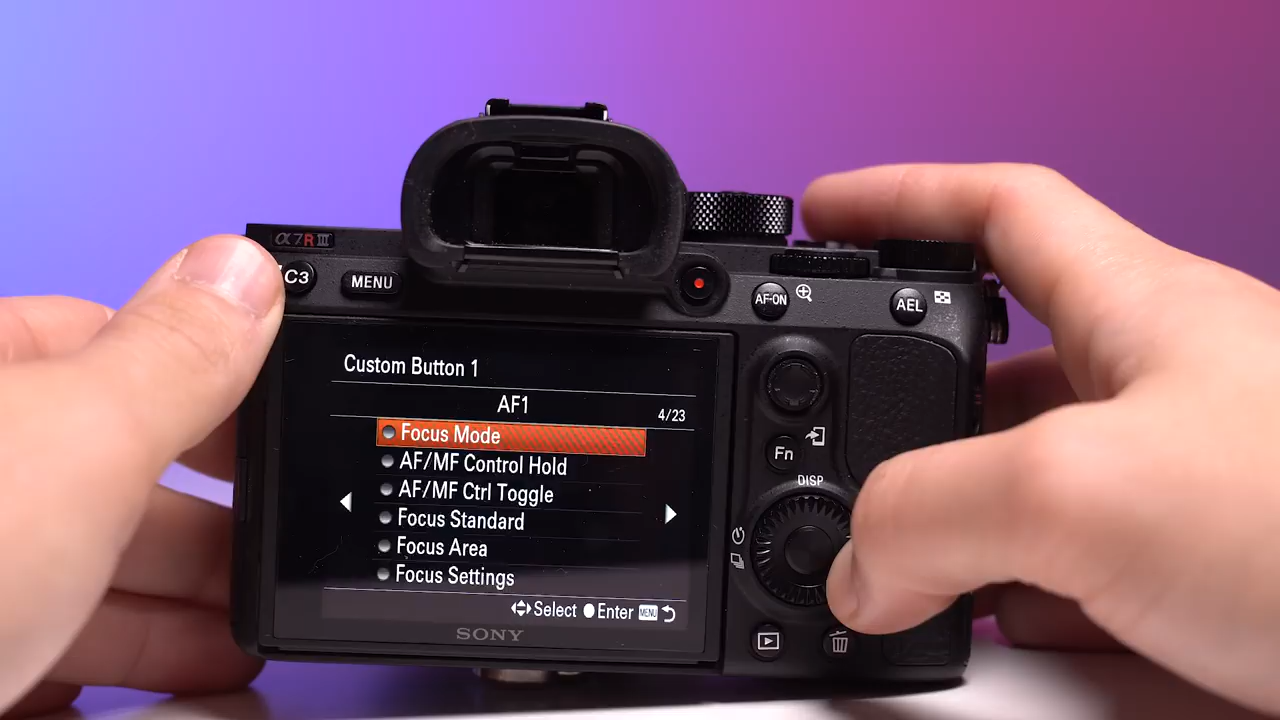 α7RIII
C3
MENU
AF-ON
AEL
Custom Button 1
AF1
4/23
Focus Mode
AF/MF Control Hold
AF/MF Ctrl Toggle
Focus Standard
Focus Area
Focus Settings
Select Enter MENU
Fn
DISP
SONY